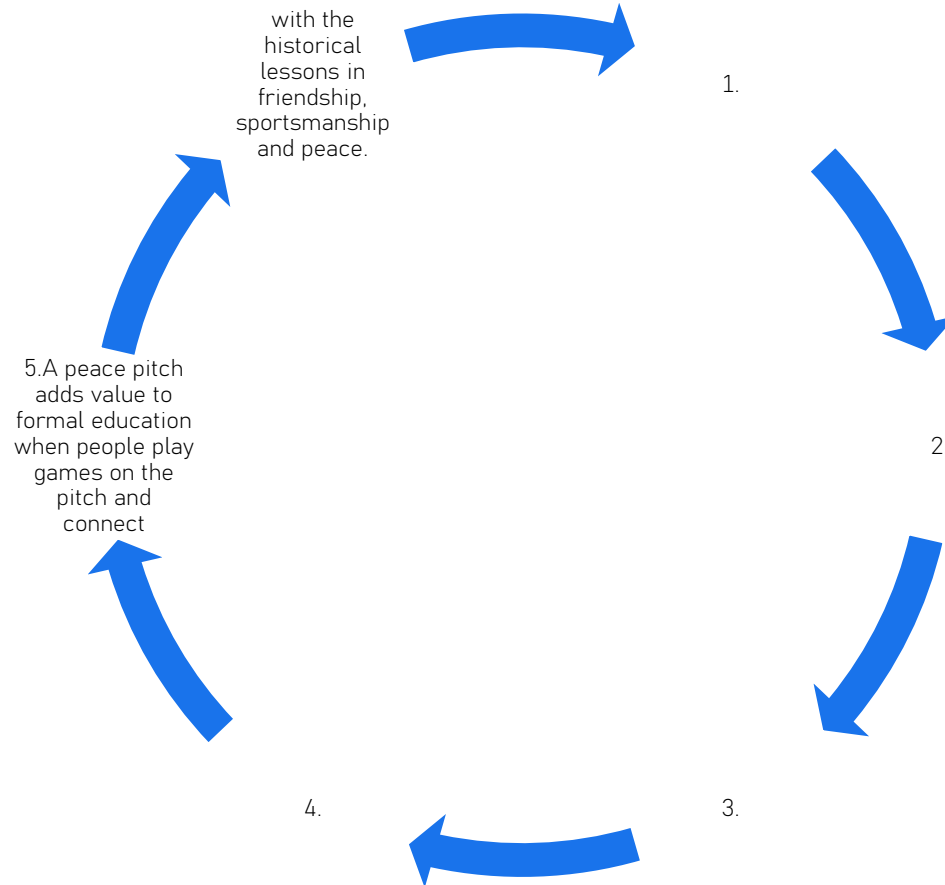 with the
historical
lessons in
friendship,
sportsmanship
and peace.
1.
2
3.
4.
5.A peace pitch
adds value to
formal education
when people play
games on the
pitch and
connect